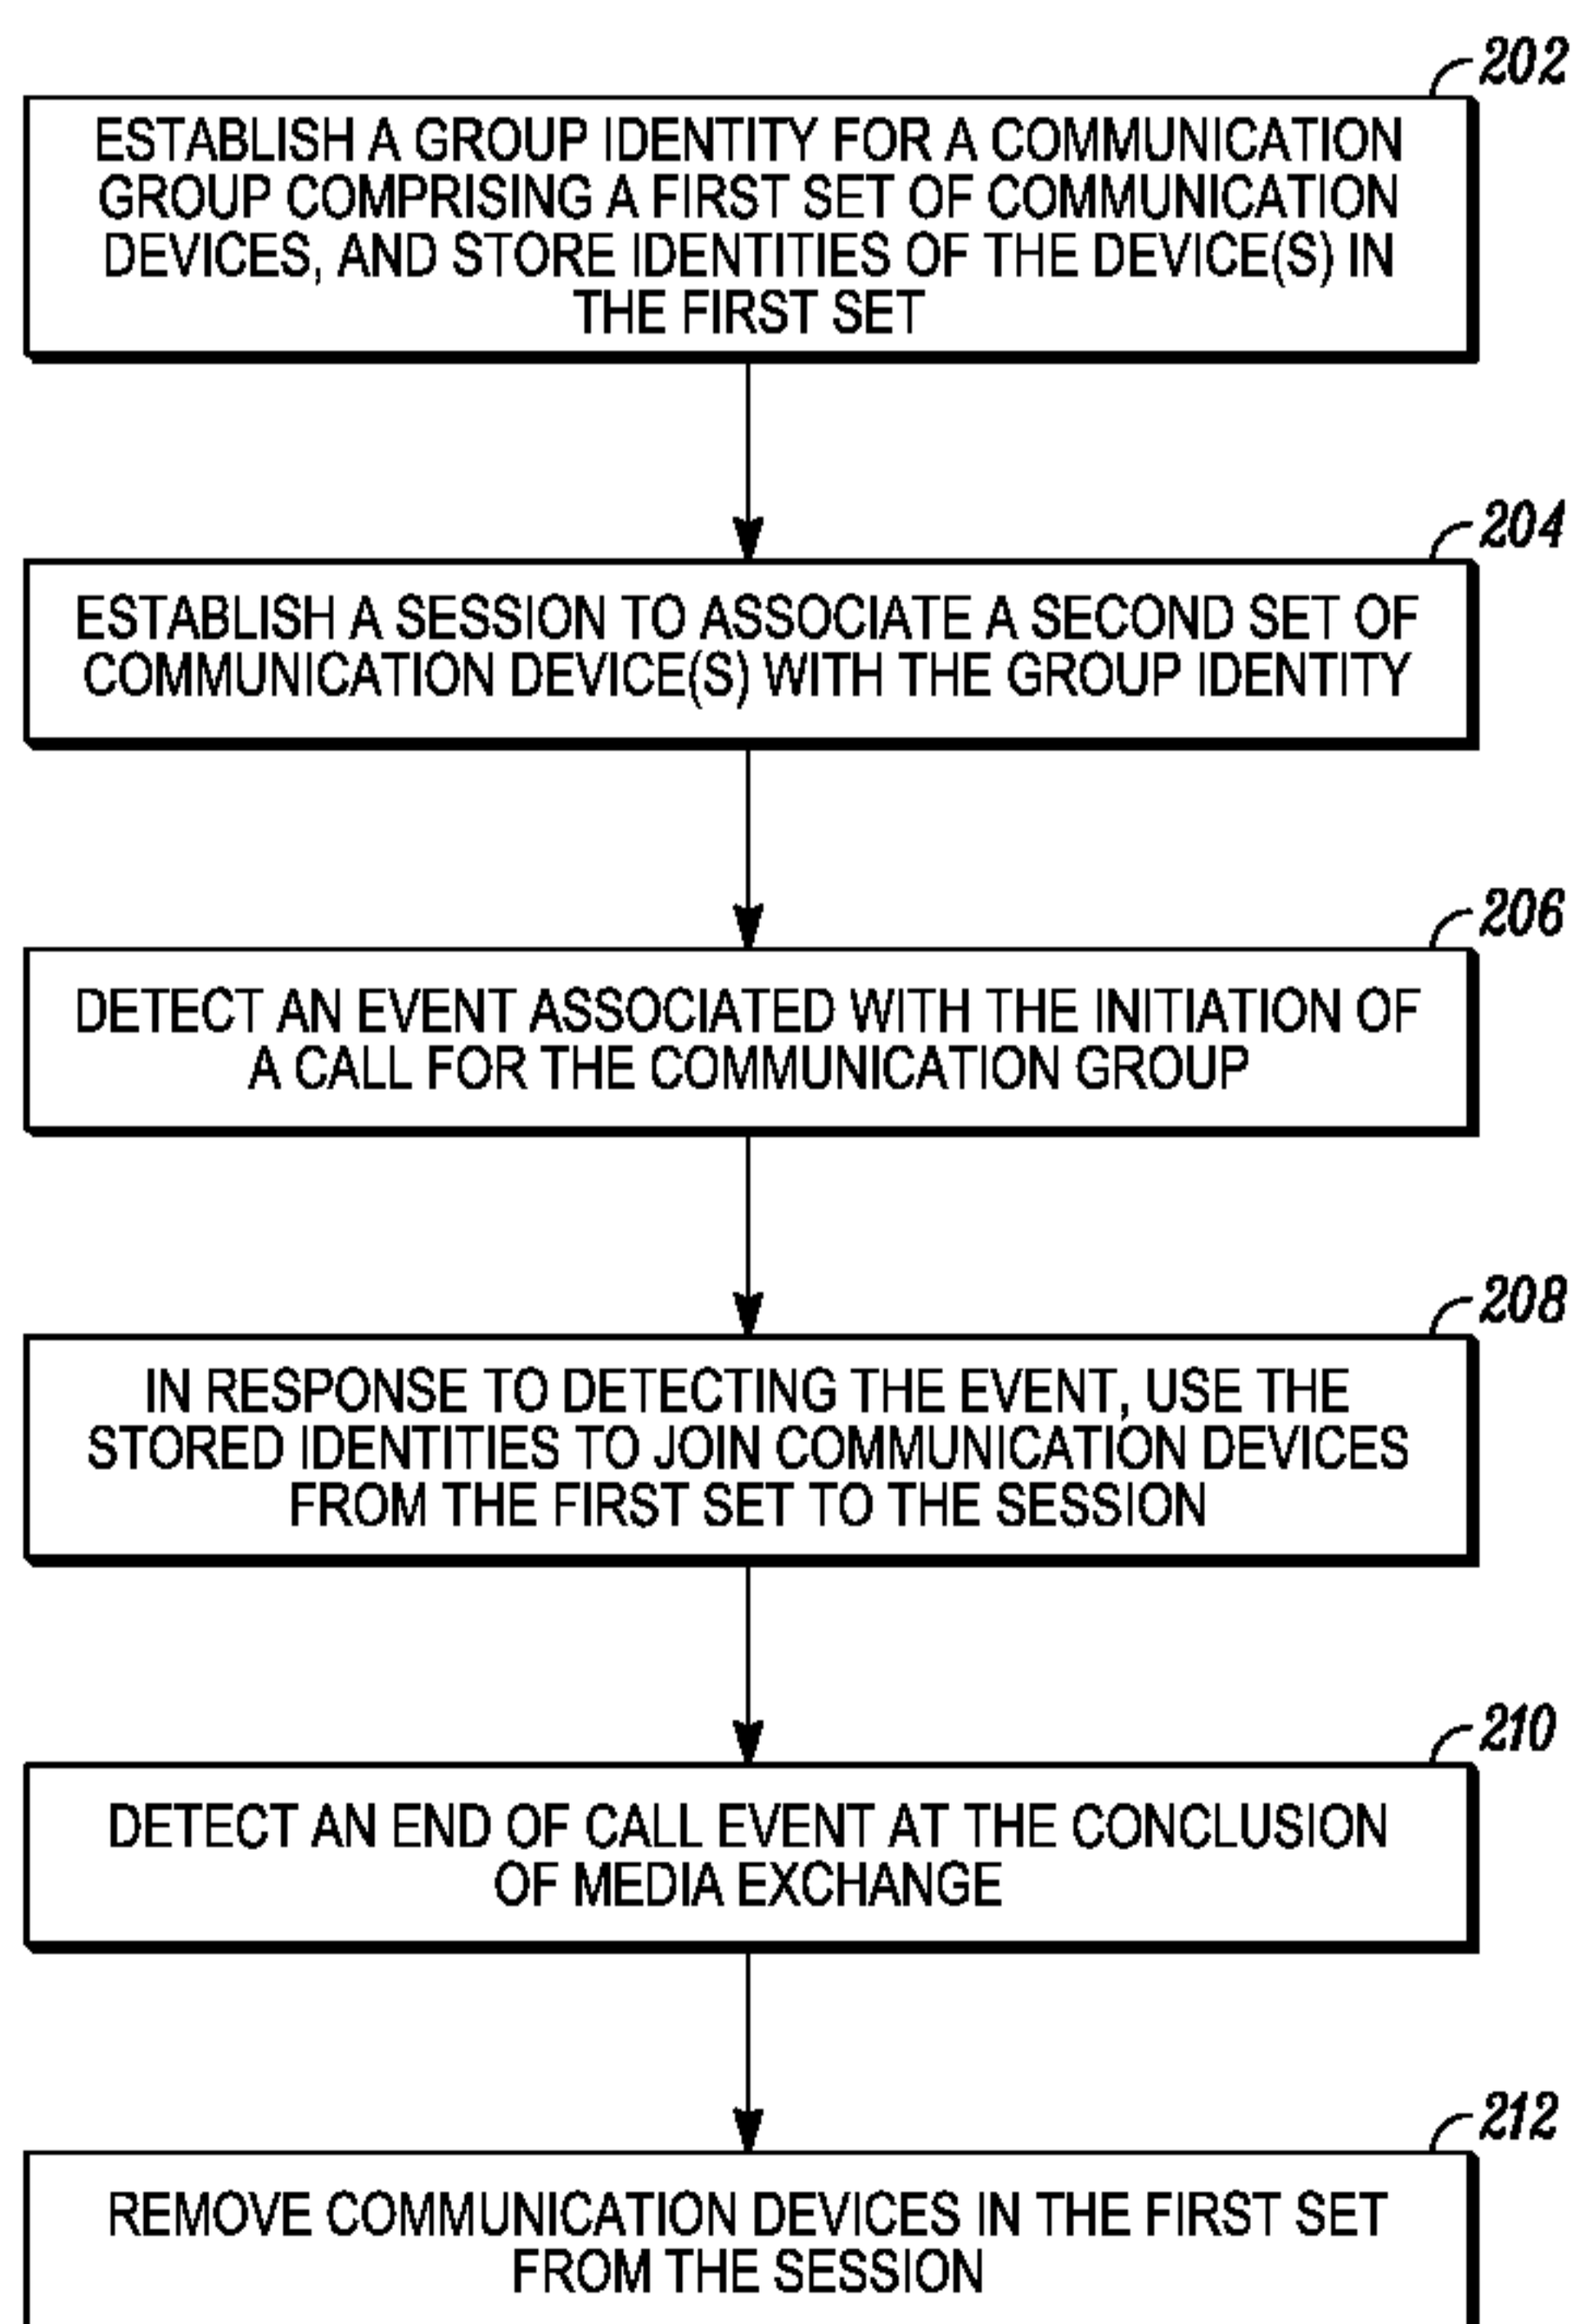 202
ESTABLISH A GROUP IDENTITY FOR A COMMUNICATION
GROUP COMPRISING A FIRST SET OF COMMUNICATION
DEVICES, AND STORE IDENTITIES OF THE DEVICE(S) IN
THE FIRST SET
204
ESTABLISH A SESSION TO ASSOCIATE A SECOND SET OF
COMMUNICATION DEVICE(S) WITH THE GROUP IDENTITY
206
DETECT AN EVENT ASSOCIATED WITH THE INITIATION OF
A CALL FOR THE COMMUNICATION GROUP
208
IN RESPONSE TO DETECTING THE EVENT, USE THE
STORED IDENTITIES TO JOIN COMMUNICATION DEVICES
FROM THE FIRST SET TO THE SESSION
210
DETECT AN END OF CALL EVENT AT THE CONCLUSION
OF MEDIA EXCHANGE
212
REMOVE COMMUNICATION DEVICES IN THE FIRST SET
FROM THE SESSION